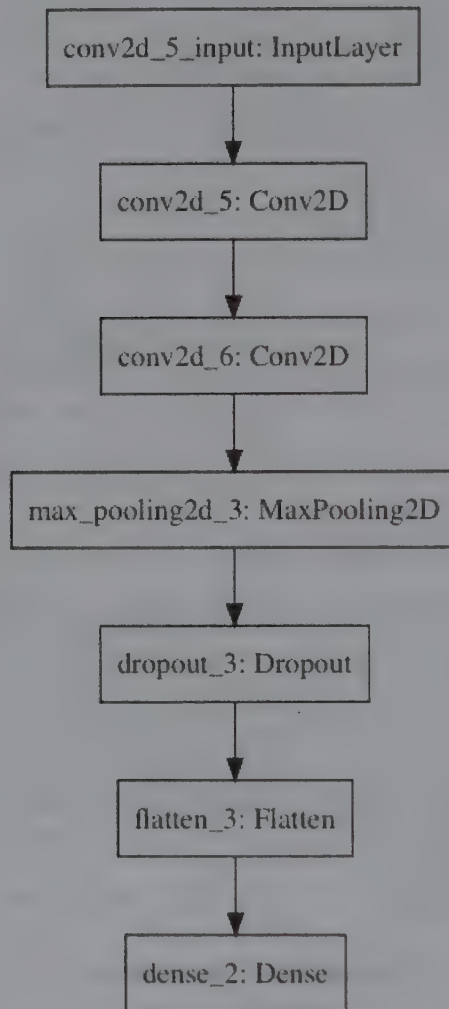 conv2d_5_input: InputLayer
conv2d_5: Conv2D
conv2d_6: Conv2D
max_pooling2d_3: MaxPooling2D
dropout_3: Dropout
flatten_3: Flatten
dense_2: Dense